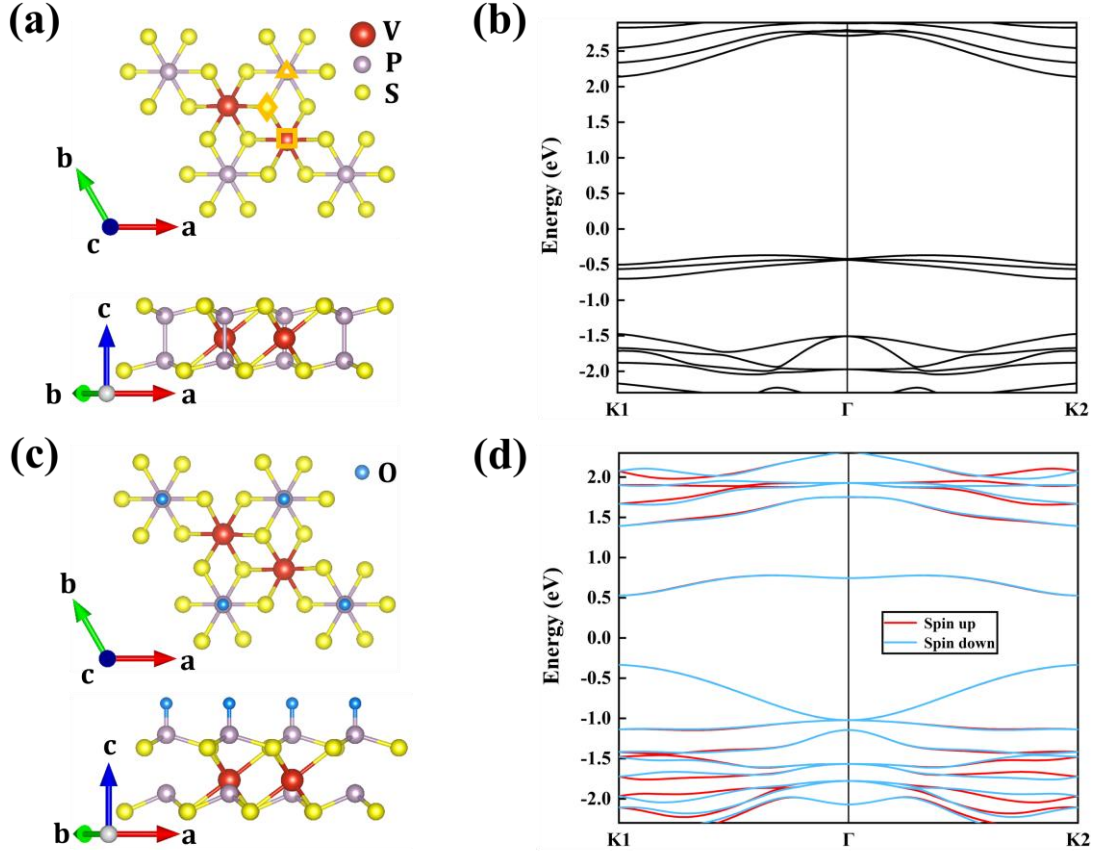 (a)
V
P
S
b
c
a
c
b
a
(b)
Energy (eV)
2.5
2.0
1.5
1.0
0.5
0.0
-0.5
-1.0
-1.5
-2.0
K1 Γ K2
(c)
O
b
c
a
c
b
a
(d)
Energy (eV)
2.0
1.5
1.0
0.5
0.0
-0.5
-1.0
-1.5
-2.0
Spin up
Spin down
K1 Γ K2